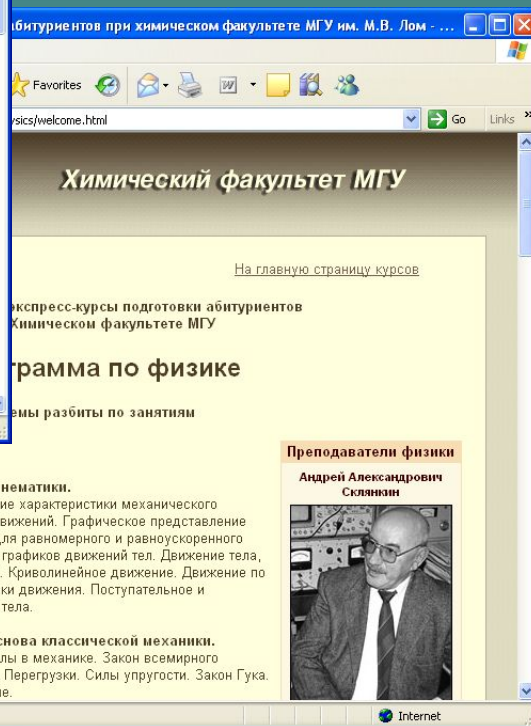 абитуриентов при химическом факультете МГУ им. М.В. Лом - ...
Favorites
ysics/welcome.html
Go
Links
»
Химический факультет МГУ
На главную страницу курсов
экспресс-курсы подготовки абитуриентов
Химическом факультете МГУ
грамма по физике
емы разбиты по занятиям
Преподаватели физики
Андрей Александрович
Склянкин
нематики.
ие характеристики механического
вижений. Графическое представление
для равномерного и равноускоренного
графиков движений тел. Движение тела,
. Криволинейное движение. Движение по
ки движения. Поступательное и
тела.
снова классической механики.
лы в механике. Закон всемирного
Перегрузки. Силы упругости. Закон Гука.
ие.
Internet